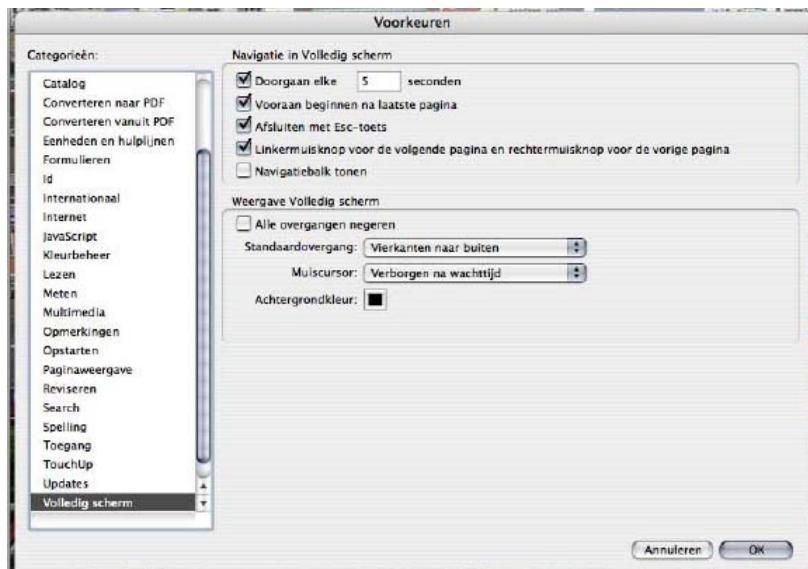 Voorkeuren
Categorieën:
Catalog
Converteren naar PDF
Converteren vanuit PDF
Eenheden en hulplijnen
Formulieren
Id
Internationaal
Internet
JavaScript
Kleurbeheer
Lezen
Meten
Multimedia
Opmerkingen
Opstarten
Paginaweergave
Reviseren
Search
Spelling
Toegang
TouchUp
Updates
Volledig scherm
Navigatie in Volledig scherm
Doorgaan elke 5 seconden
Vooraan beginnen na laatste pagina
Afsluiten met Esc-toets
Linkermuisknop voor de volgende pagina en rechtermuisknop voor de vorige pagina
Navigatiebalk tonen
Weergave Volledig scherm
Alle overgangen negeren
Standaardovergang: Vierkanten naar buiten
Muiscursor: Verborgen na wachttijd
Achtergrondkleur:
Annuleren OK